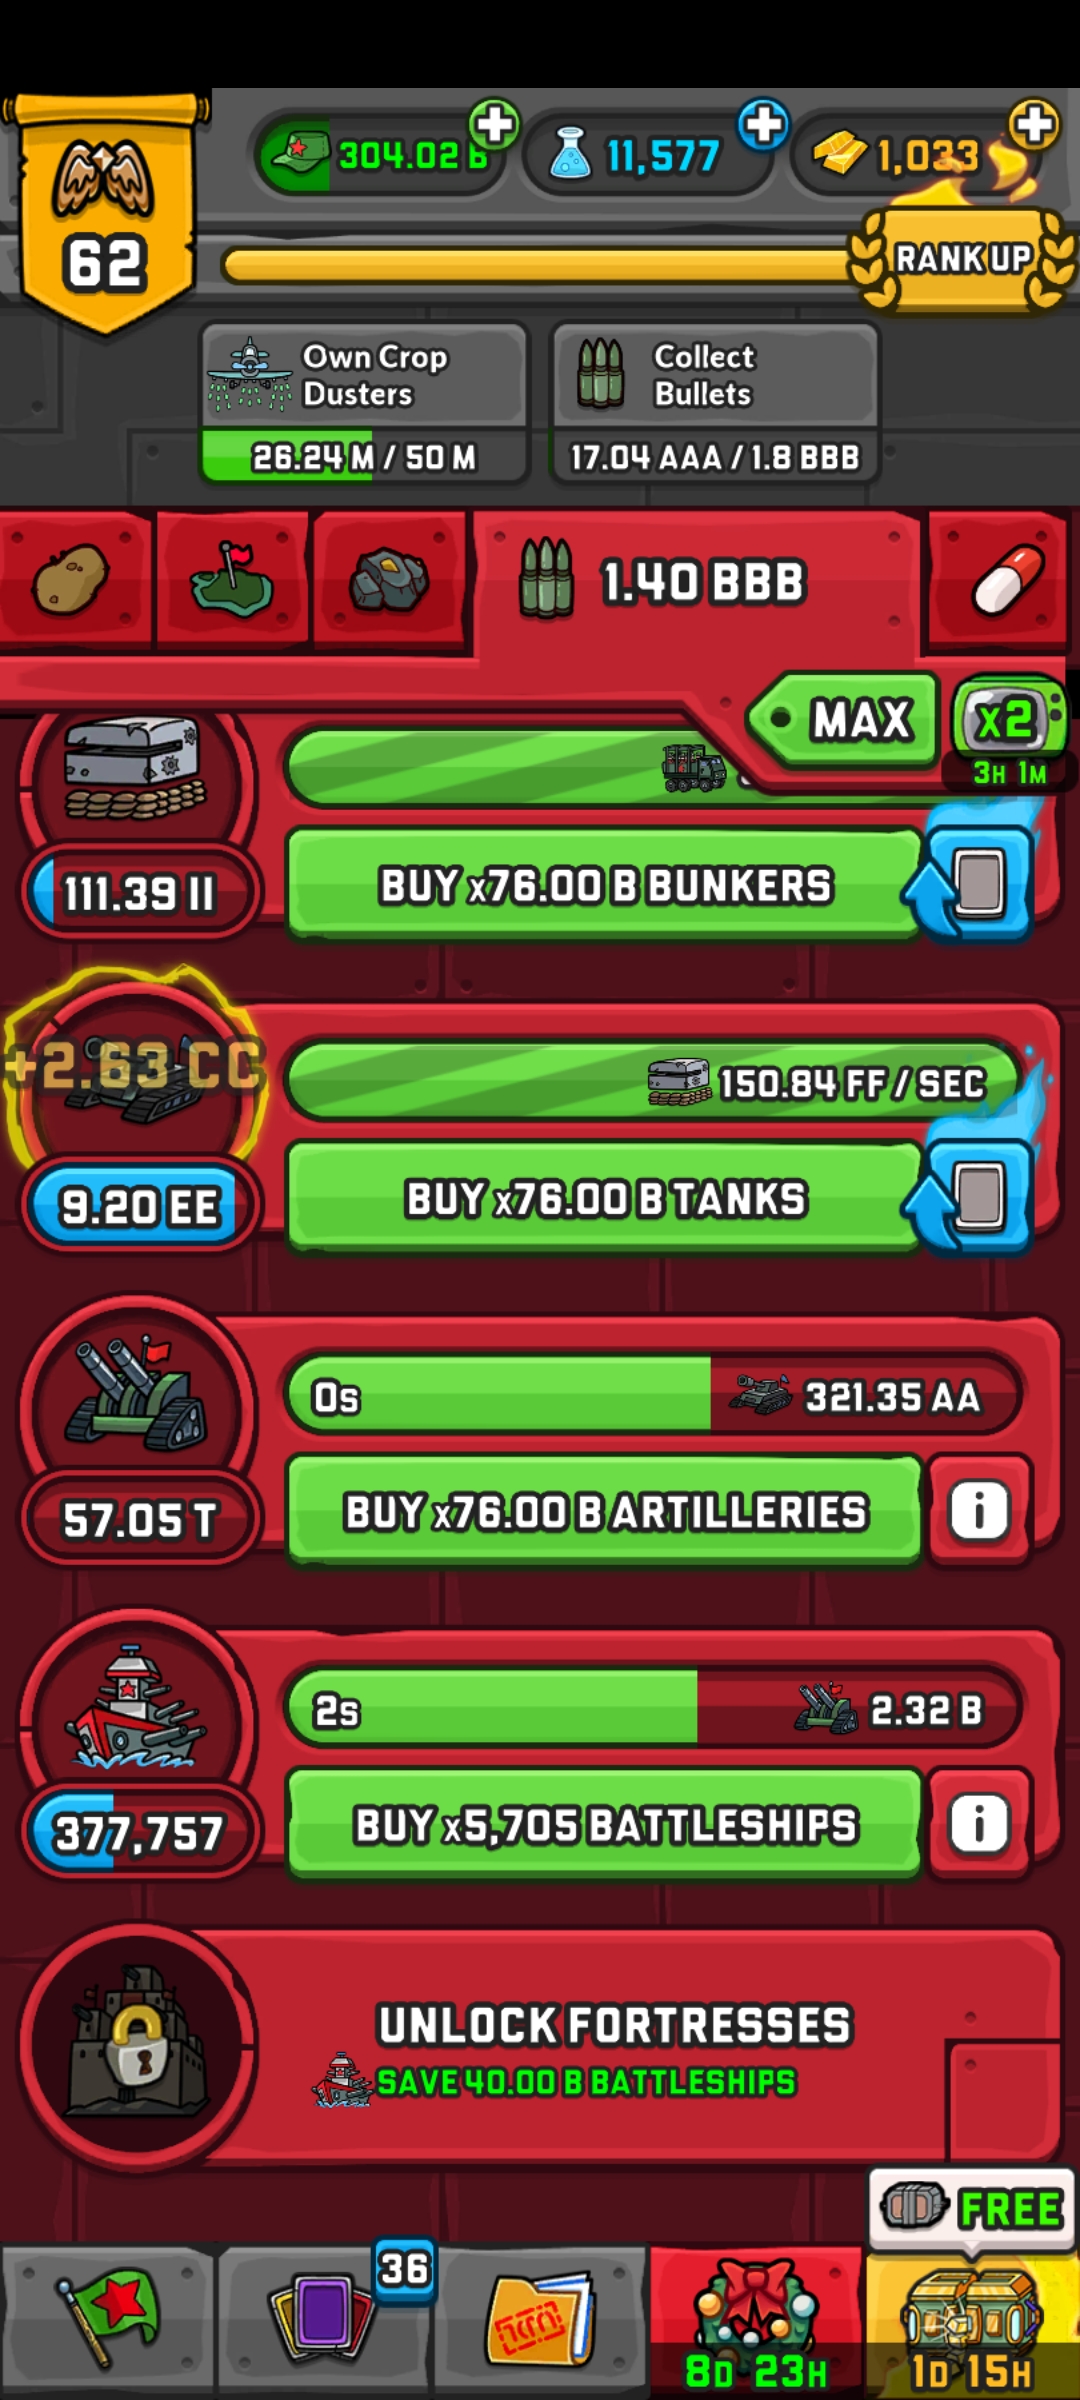 62
304.02 B
11,577
1,033
RANK UP
Own Crop
Dusters
26.24 M / 50 M
Collect
Bullets
17.04 AAA / 1.8 BBB
1.40 BBB
MAX
x2
3H 1M
111.39 II
BUY x76.00 B BUNKERS
+2.63 CC
150.84 FF / SEC
9.20 EE
BUY x76.00 B TANKS
0s
321.35 AA
57.05 T
BUY x76.00 B ARTILLERIES
i
2s
2.32 B
377,757
BUY x5,705 BATTLESHIPS
i
UNLOCK FORTRESSES
SAVE 40.00 B BATTLESHIPS
FREE
36
8D 23H
1D 15H